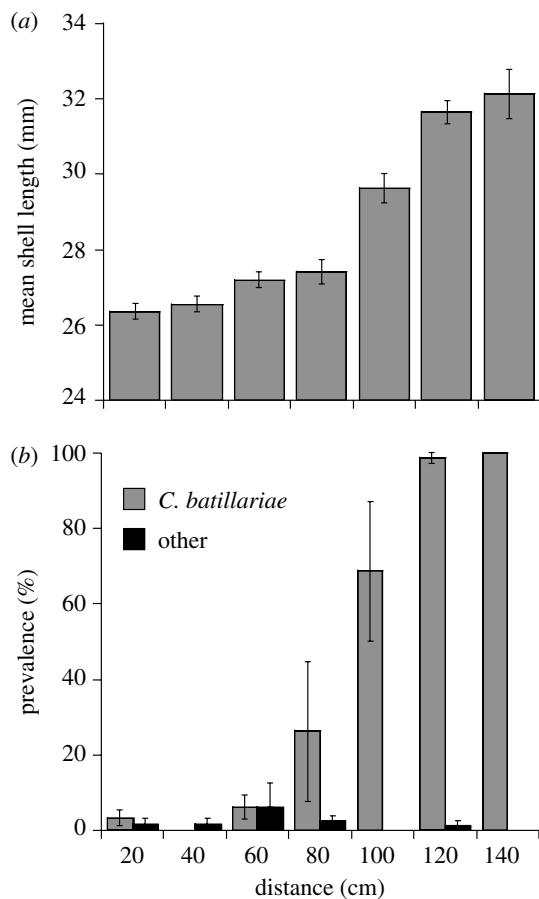 (a)
34
32
30
28
26
24
mean shell length (mm)
(b)
100
80
60
40
20
0
prevalence (%)
C. batillariae
other
20 40 60 80 100 120 140
distance (cm)